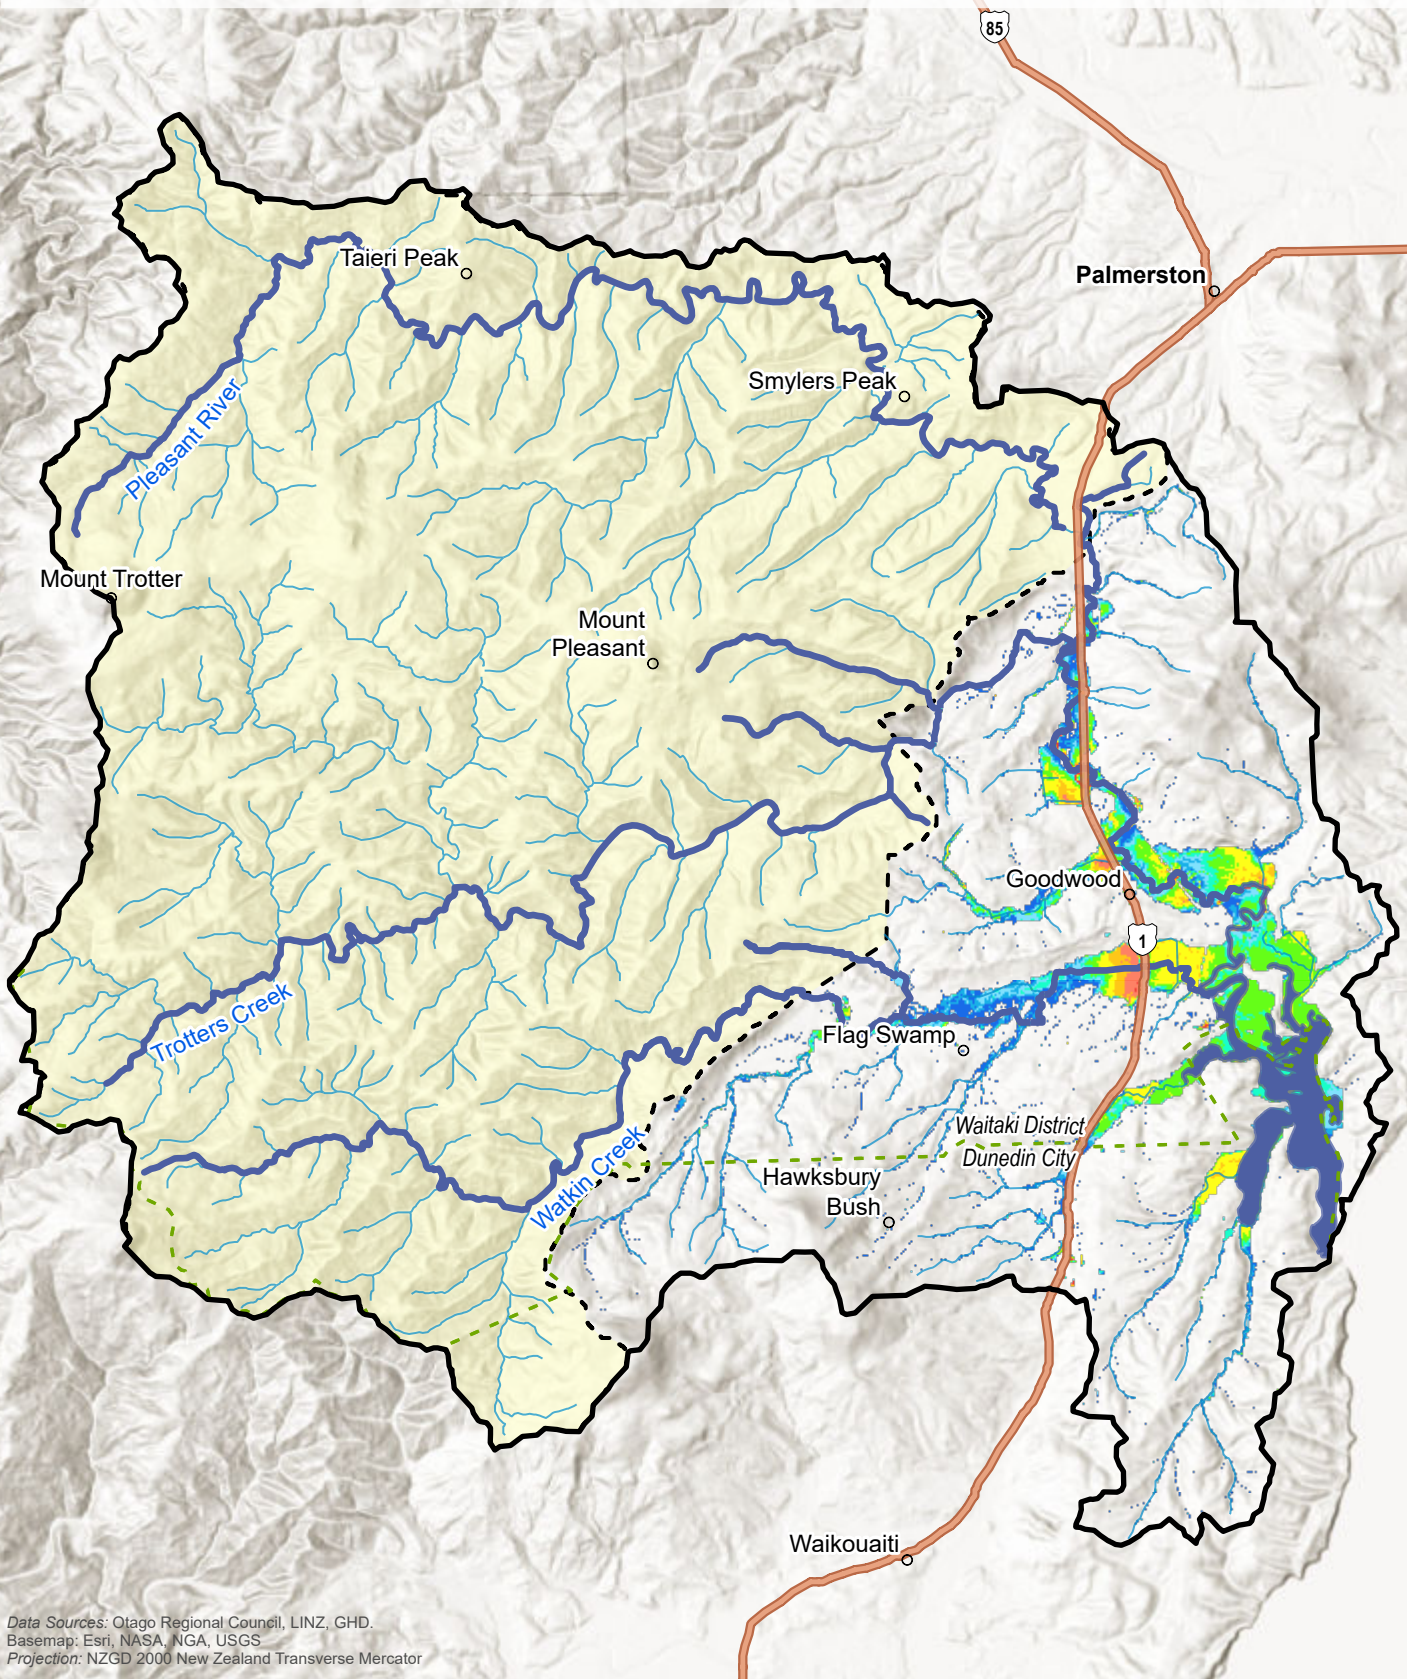 85
Taieri Peak
Palmerston
Smylers Peak
Pleasant River
Mount Trotter
Mount
Pleasant
Goodwood
1
Trotters Creek
Flag Swamp
Waitaki District
Dunedin City
Watkin Creek
Hawksbury
Bush
Waikouaiti
Data Sources: Otago Regional Council, LINZ, GHD.
Basemap: Esri, NASA, NGA, USGS
Projection: NZGD 2000 New Zealand Transverse Mercator